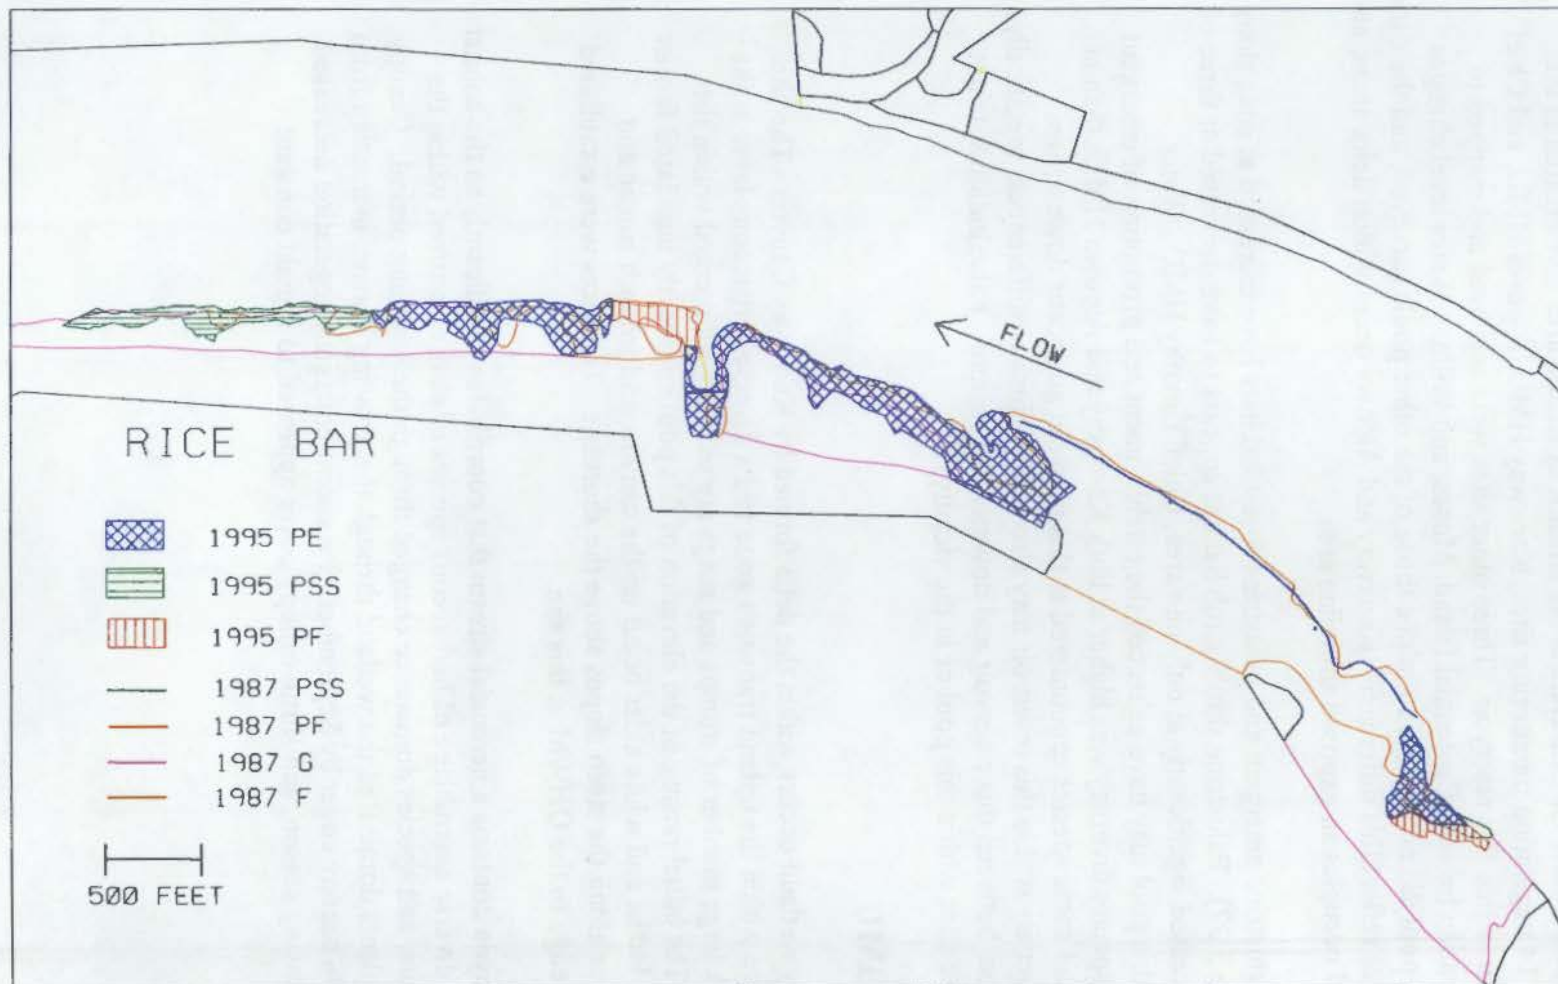 FLOW
RICE BAR
1995 PE
1995 PSS
1995 PF
1987 PSS
1987 PF
1987 G
1987 F
500 FEET